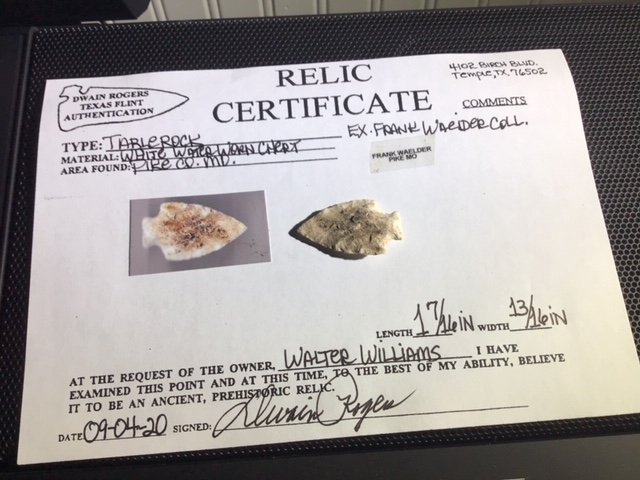 RELIC
CERTIFICATE
DWAIN ROGERS
TEXAS FLINT
AUTHENTICATION
4102 BIRCH BLVD.
TEMPLE, TX. 76502
COMMENTS
TYPE: TABLEROCK
MATERIAL: WHITE WATER WORN CHERT
AREA FOUND: PIKE CO. MO.
EX. FRANK WAELDER COLL.
FRANK WAELDER
PIKE MO
LENGTH 1 7/16 IN WIDTH 13/16 IN
AT THE REQUEST OF THE OWNER, WALTER WILLIAMS I HAVE
EXAMINED THIS POINT AND AT THIS TIME, TO THE BEST OF MY ABILITY, BELIEVE
IT TO BE AN ANCIENT, PREHISTORIC RELIC.
DATE 09-04-20 SIGNED: Dwain Rogers